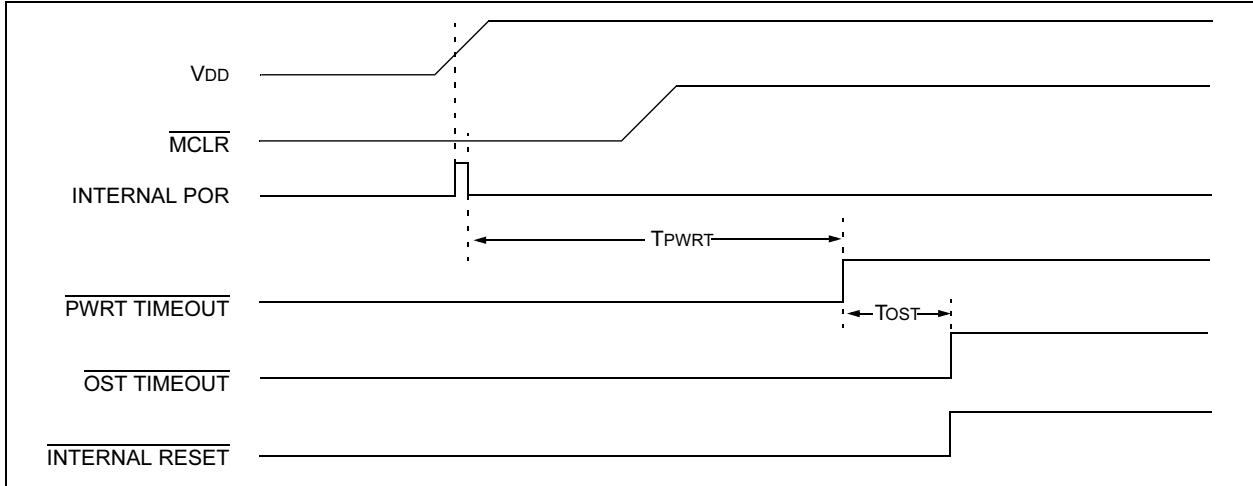 VDD
MCLR
INTERNAL POR
TPWRT
PWRT TIMEOUT
TOST
OST TIMEOUT
INTERNAL RESET